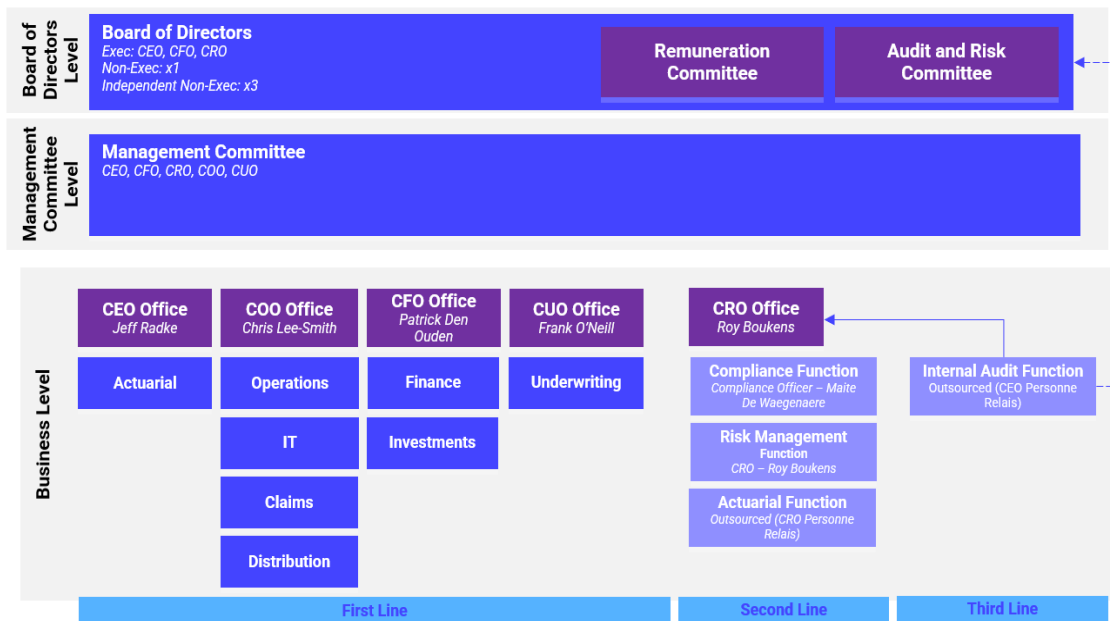 Board of
Directors
Level
Board of Directors
Exec: CEO, CFO, CRO
Non-Exec: x1
Independent Non-Exec: x3
Remuneration
Committee
Audit and Risk
Committee
Management
Committee
Level
Management Committee
CEO, CFO, CRO, COO, CUO
Business Level
CEO Office
Jeff Radke
COO Office
Chris Lee-Smith
CFO Office
Patrick Den
Ouden
CUO Office
Frank O’Neill
CRO Office
Roy Boukens
Actuarial
Operations
Finance
Underwriting
IT
Investments
Claims
Distribution
Compliance Function
Compliance Officer – Maite
De Waegenaere
Risk Management
Function
CRO – Roy Boukens
Actuarial Function
Outsourced (CRO Personne
Relais)
Internal Audit Function
Outsourced (CEO Personne
Relais)
First Line
Second Line
Third Line